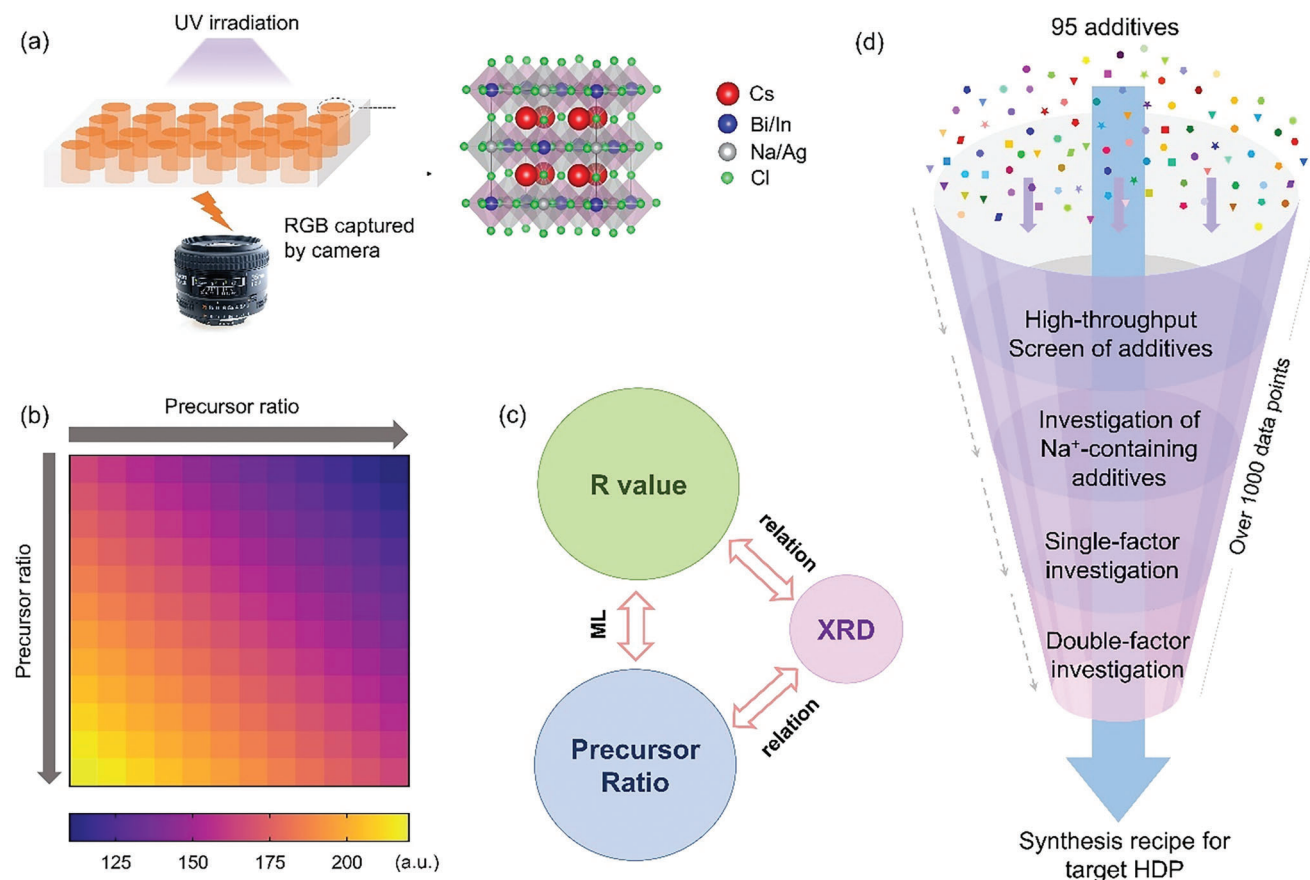 (a)
UV irradiation
RGB captured
by camera
Cs
Bi/In
Na/Ag
Cl
(b)
Precursor ratio
Precursor ratio
125
150
175
200
(a.u.)
(c)
R value
relation
ML
XRD
relation
Precursor
Ratio
(d)
95 additives
High-throughput
Screen of additives
Investigation of
Na⁺-containing
additives
Single-factor
investigation
Double-factor
investigation
Over 1000 data points
Synthesis recipe for
target HDP